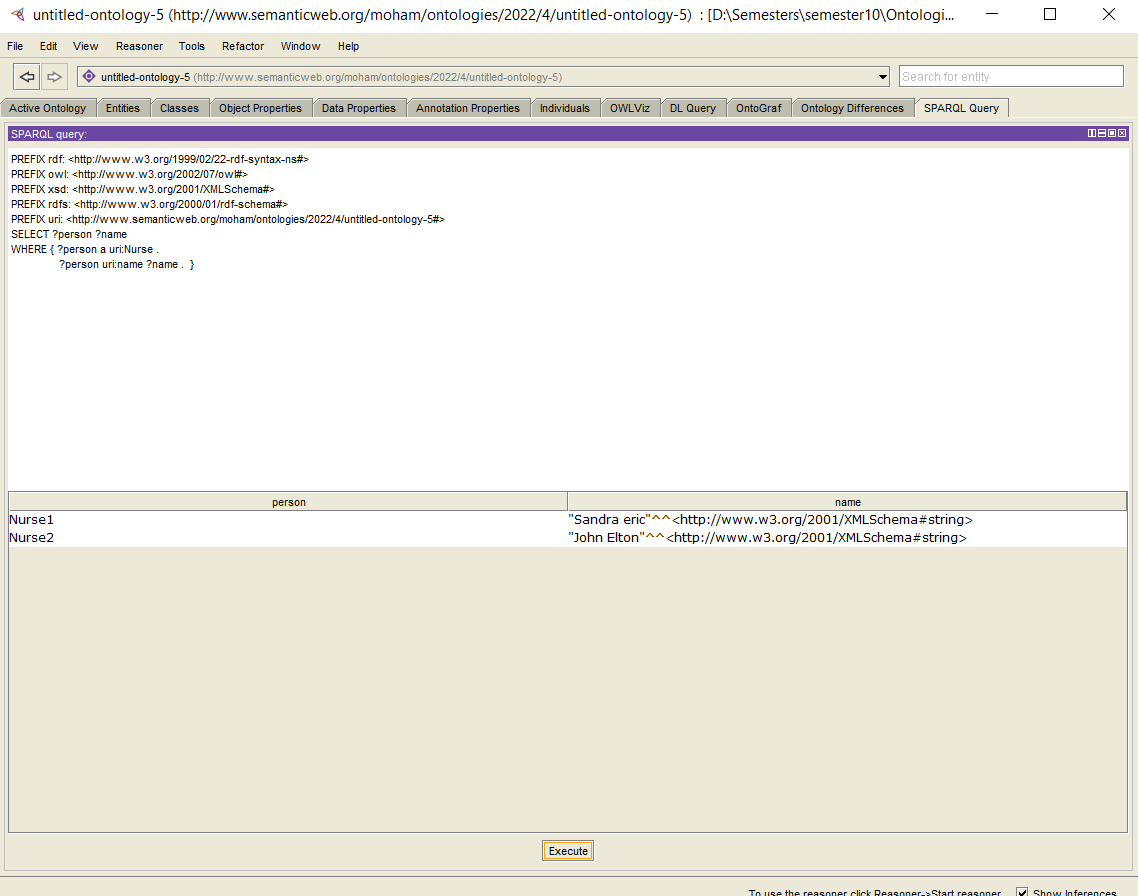 untitled-ontology-5 (http://www.semanticweb.org/moham/ontologies/2022/4/untitled-ontology-5) : [D:\Semesters\semester10\Ontologi...
File Edit View Reasoner Tools Refactor Window Help
untitled-ontology-5 (http://www.semanticweb.org/moham/ontologies/2022/4/untitled-ontology-5) Search for entity
Active Ontology Entities Classes Object Properties Data Properties Annotation Properties Individuals OWLViz DL Query OntoGraf Ontology Differences SPARQL Query
SPARQL query:
PREFIX rdf: <http://www.w3.org/1999/02/22-rdf-syntax-ns#>
PREFIX owl: <http://www.w3.org/2002/07/owl#>
PREFIX xsd: <http://www.w3.org/2001/XMLSchema#>
PREFIX rdfs: <http://www.w3.org/2000/01/rdf-schema#>
PREFIX uri: <http://www.semanticweb.org/moham/ontologies/2022/4/untitled-ontology-5#>
SELECT ?person ?name
WHERE { ?person a uri:Nurse .
?person uri:name ?name . }
person name
Nurse1 "Sandra eric"^^<http://www.w3.org/2001/XMLSchema#string>
Nurse2 "John Elton"^^<http://www.w3.org/2001/XMLSchema#string>
Execute
To use the reasoner click Reasoner->Start reasoner Show Inferences